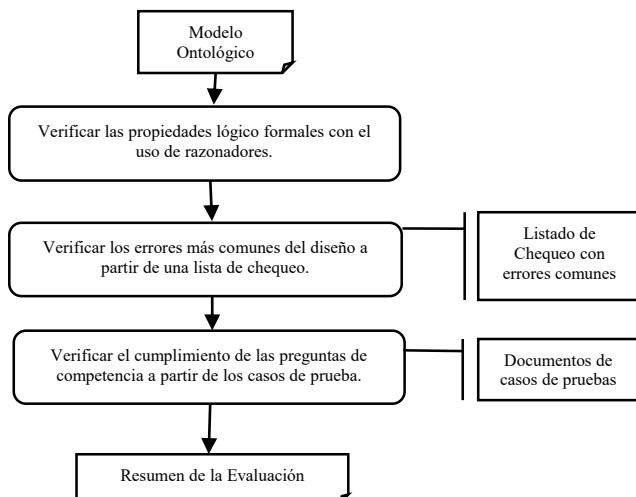 Modelo
Ontológico
Verificar las propiedades lógico formales con el
uso de razonadores.
Verificar los errores más comunes del diseño a
partir de una lista de chequeo.
Listado de
Chequeo con
errores comunes
Verificar el cumplimiento de las preguntas de
competencia a partir de los casos de prueba.
Documentos de
casos de pruebas
Resumen de la Evaluación